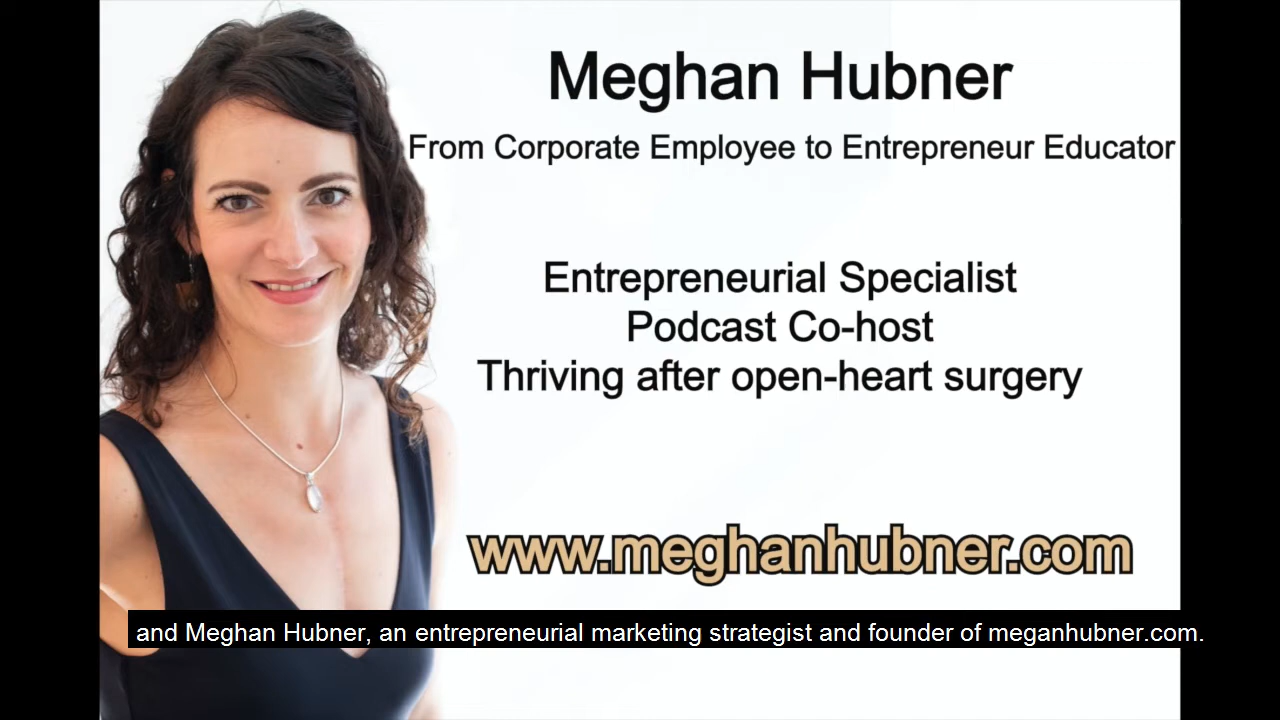 Meghan Hubner
From Corporate Employee to Entrepreneur Educator
Entrepreneurial Specialist
Podcast Co-host
Thriving after open-heart surgery
www.meghanhubner.com
and Meghan Hubner, an entrepreneurial marketing strategist and founder of meganhubner.com.